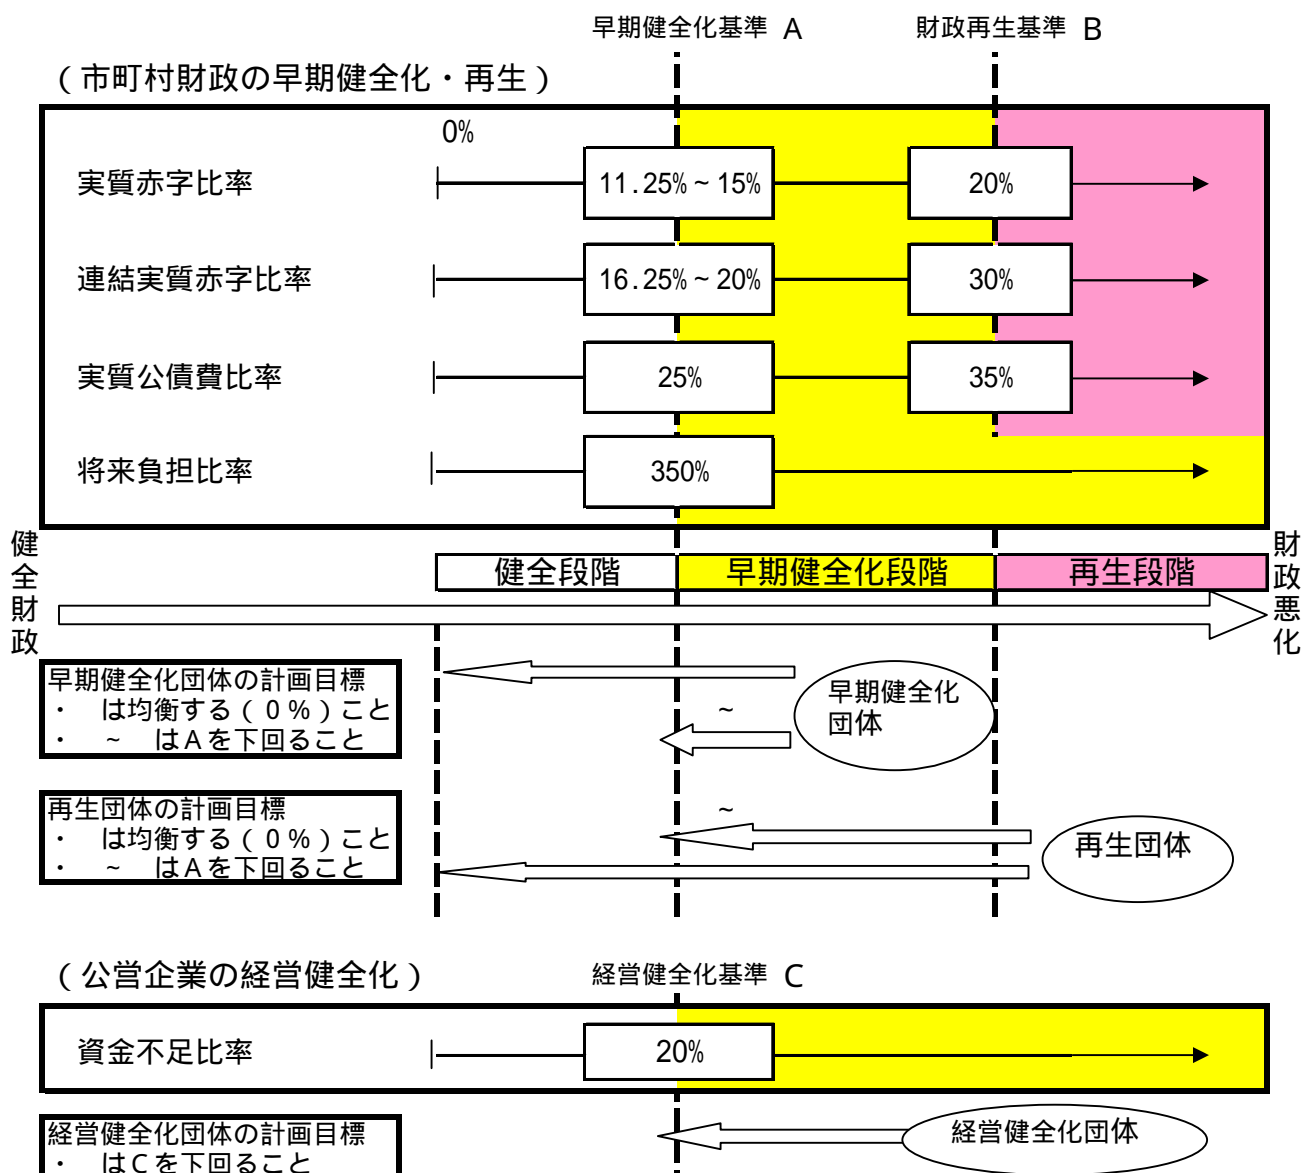 早期健全化基準 A
財政再生基準 B
（市町村財政の早期健全化・再生）
0%
実質赤字比率
11.25%~15%
20%
連結実質赤字比率
16.25%~20%
30%
実質公債費比率
25%
35%
将来負担比率
350%
健全財政
財政悪化
健全段階
早期健全化段階
再生段階
早期健全化団体の計画目標
・　は均衡する（０％）こと
・　~　はＡを下回ること
~
早期健全化
団体
再生団体の計画目標
・　は均衡する（０％）こと
・　~　はＡを下回ること
~
再生団体
（公営企業の経営健全化）
経営健全化基準 C
資金不足比率
20%
経営健全化団体の計画目標
・　はＣを下回ること
経営健全化団体